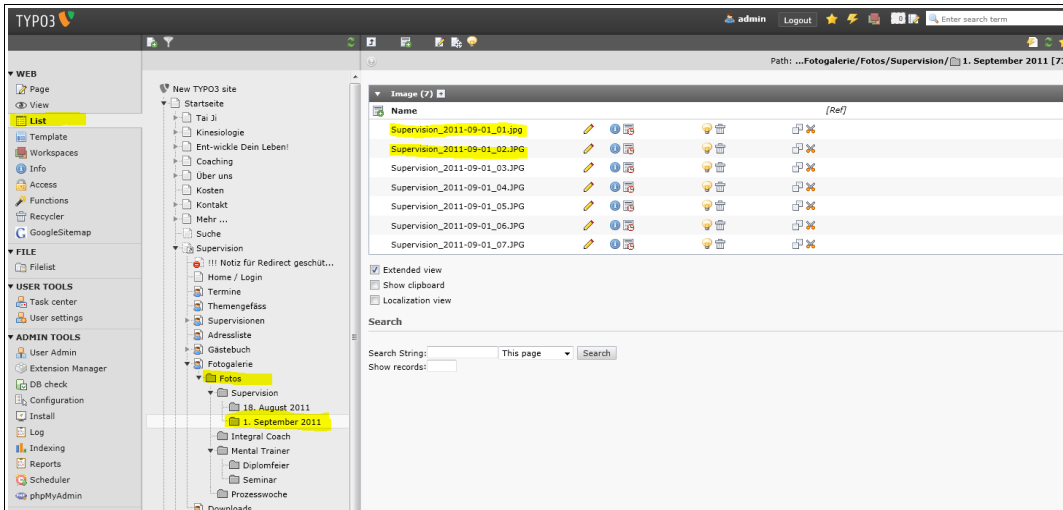 TYPO3
admin
Logout
Enter search term
Path: ...Fotogalerie/Fotos/Supervision/ 1. September 2011
WEB
Page
View
List
Template
Workspaces
Info
Access
Functions
Recycler
GoogleSitemap
FILE
Filelist
USER TOOLS
Task center
User settings
ADMIN TOOLS
User Admin
Extension Manager
DB check
Configuration
Install
Log
Indexing
Reports
Scheduler
phpMyAdmin
New TYPO3 site
Startseite
Tai Ji
Kinesiologie
Ent-wickle Dein Leben!
Coaching
Über uns
Kosten
Kontakt
Mehr ...
Suche
Supervision
!!! Notiz für Redirect geschüt...
Home / Login
Termine
Themengefäss
Supervisionen
Adressliste
Gästebuch
Fotogalerie
Fotos
Supervision
18. August 2011
1. September 2011
Integral Coach
Mental Trainer
Diplomfeier
Seminar
Prozesswoche
Downloads
Image (7)
Name [Ref]
Supervision_2011-09-01_01.jpg
Supervision_2011-09-01_02.JPG
Supervision_2011-09-01_03.JPG
Supervision_2011-09-01_04.JPG
Supervision_2011-09-01_05.JPG
Supervision_2011-09-01_06.JPG
Supervision_2011-09-01_07.JPG
Extended view
Show clipboard
Localization view
Search
Search String: This page Search
Show records: